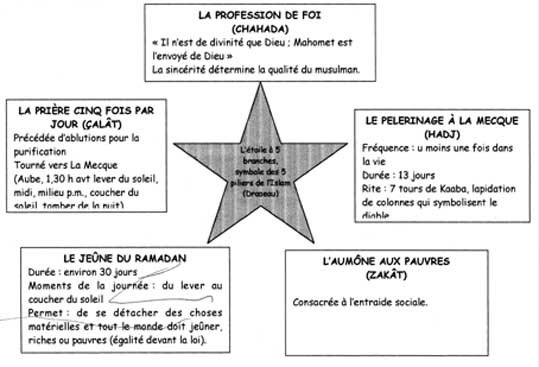 LA PROFESSION DE FOI
(CHAHADA)
« Il n'est de divinité que Dieu ; Mahomet est
l'envoyé de Dieu »
La sincérité détermine la qualité du musulman.
LA PRIÈRE CINQ FOIS PAR
JOUR (ÇALÂT)
Précédée d'ablutions pour la
purification
Tourné vers La Mecque
(Aube, 1,30 h avt lever du soleil,
midi, milieu p.m., coucher du
soleil, tomber de la nuit)
L'étoile à 5
branches,
symbole des 5
piliers de l'Islam
(Drapeau)
LE PELERINAGE À LA MECQUE
(HADJ)
Fréquence : u moins une fois dans
la vie
Durée : 13 jours
Rite : 7 tours de Kaaba, lapidation
de colonnes qui symbolisent le
diable
LE JEÛNE DU RAMADAN
Durée : environ 30 jours
Moments de la journée : du lever au
coucher du soleil
Permet : de se détacher des choses
matérielles et tout le monde doit jeûner,
riches ou pauvres (égalité devant la loi).
L'AUMÔNE AUX PAUVRES
(ZAKÂT)
Consacrée à l'entraide sociale.